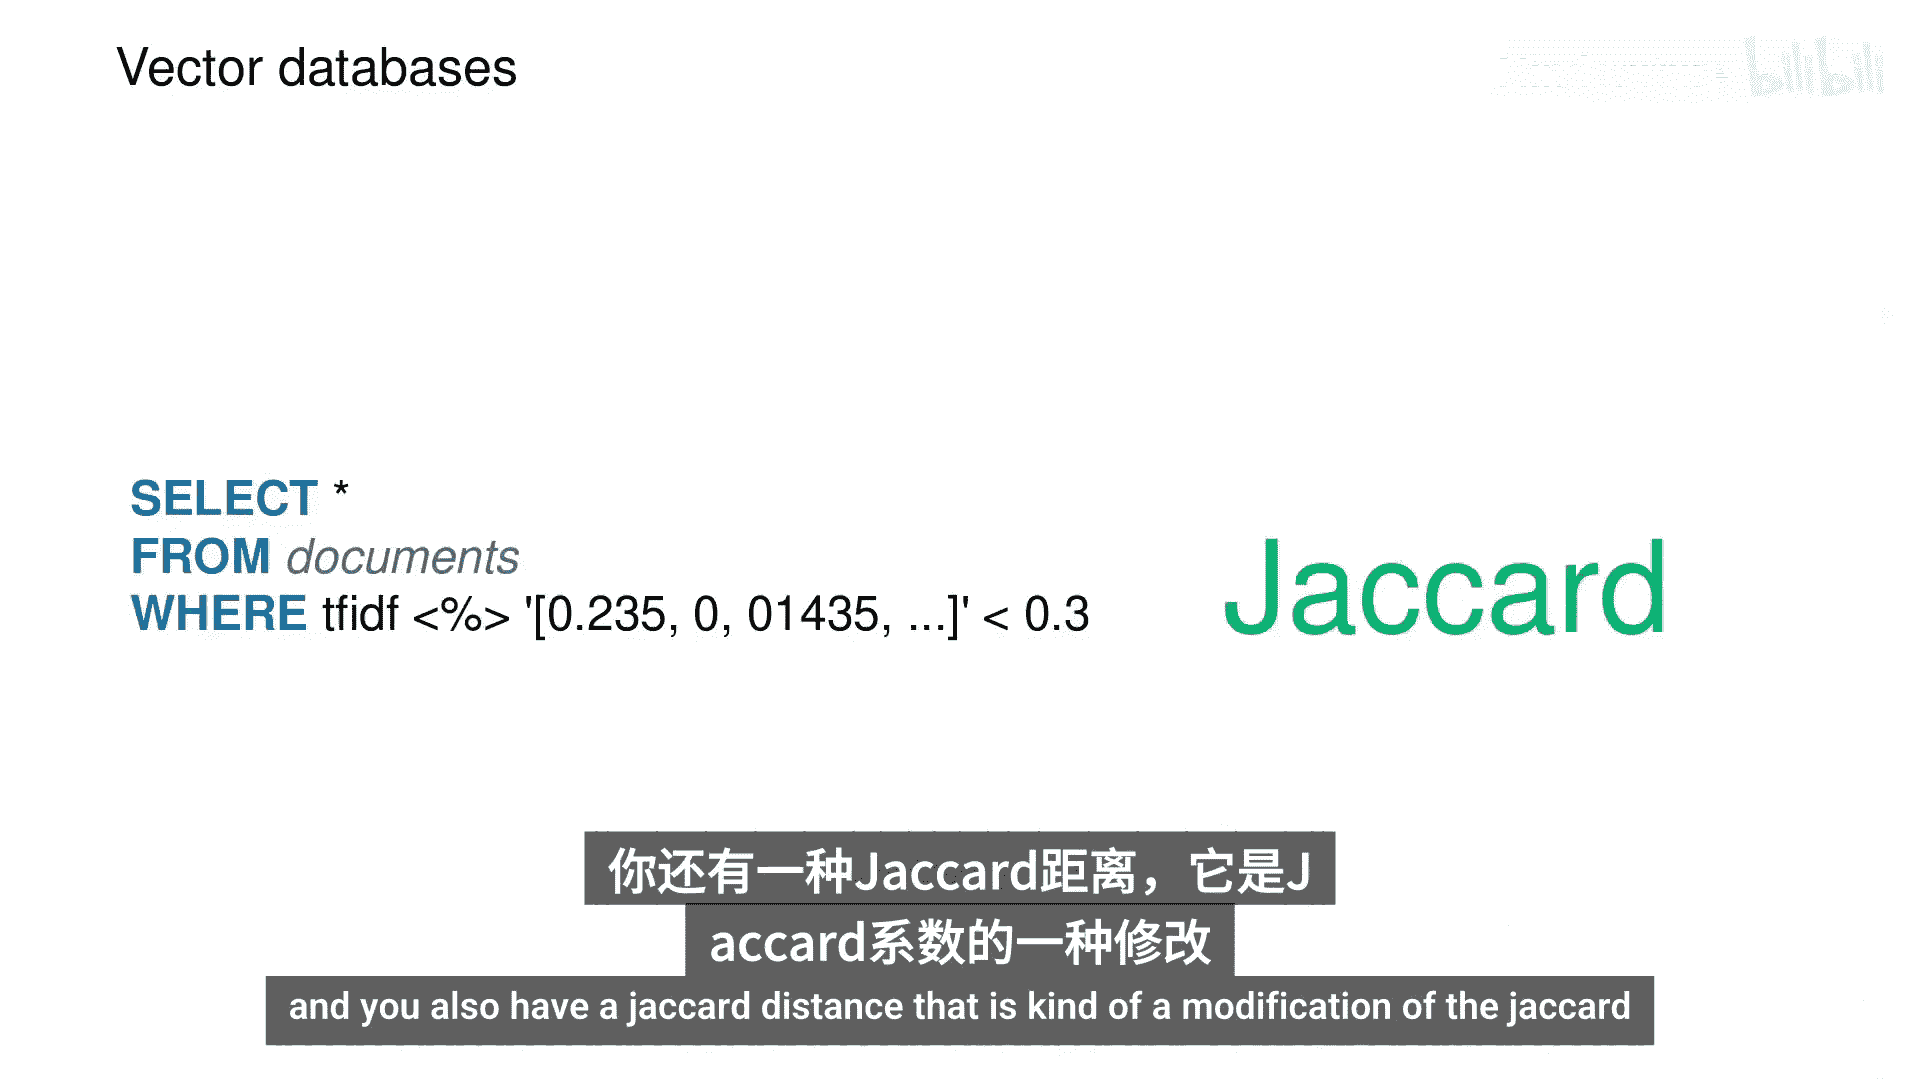 Vector databases
bilibili
SELECT *
FROM documents
WHERE tfidf <%> '[0.235, 0, 01435, ...]' < 0.3
Jaccard
你还有一种Jaccard距离，它是J
accard系数的一种修改
and you also have a jaccard distance that is kind of a modification of the jaccard